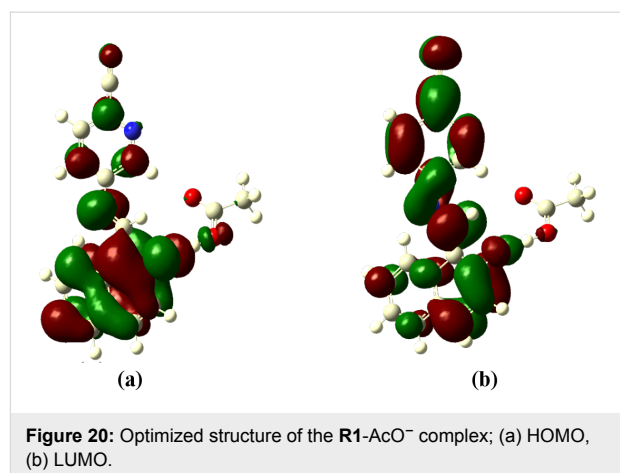 (a)
(b)
Figure 20: Optimized structure of the R1-AcO⁻ complex; (a) HOMO,
(b) LUMO.